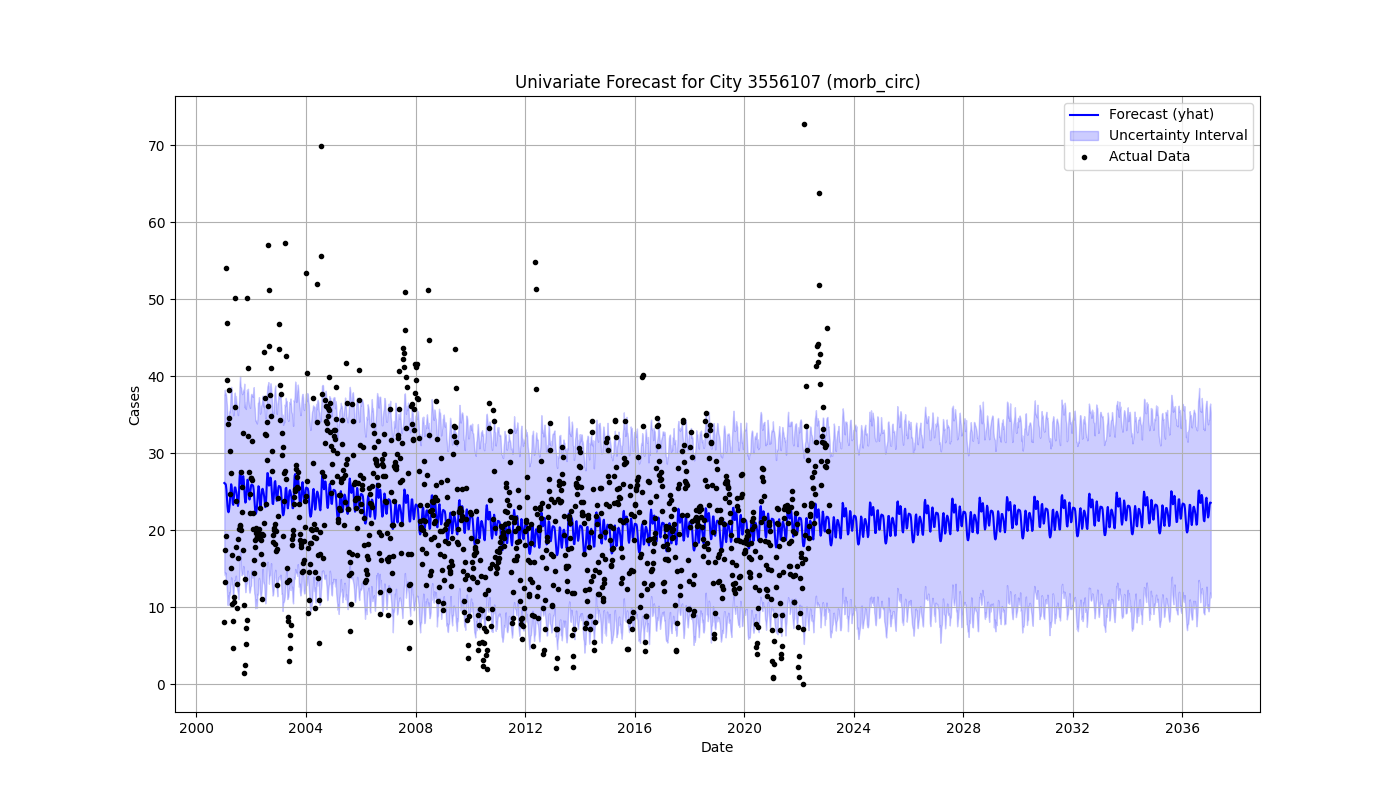 Univariate Forecast for City 3556107 (morb_circ)
Forecast (yhat)
Uncertainty Interval
Actual Data
70
60
50
40
30
20
10
0
Cases
2000 2004 2008 2012 2016 2020 2024 2028 2032 2036
Date